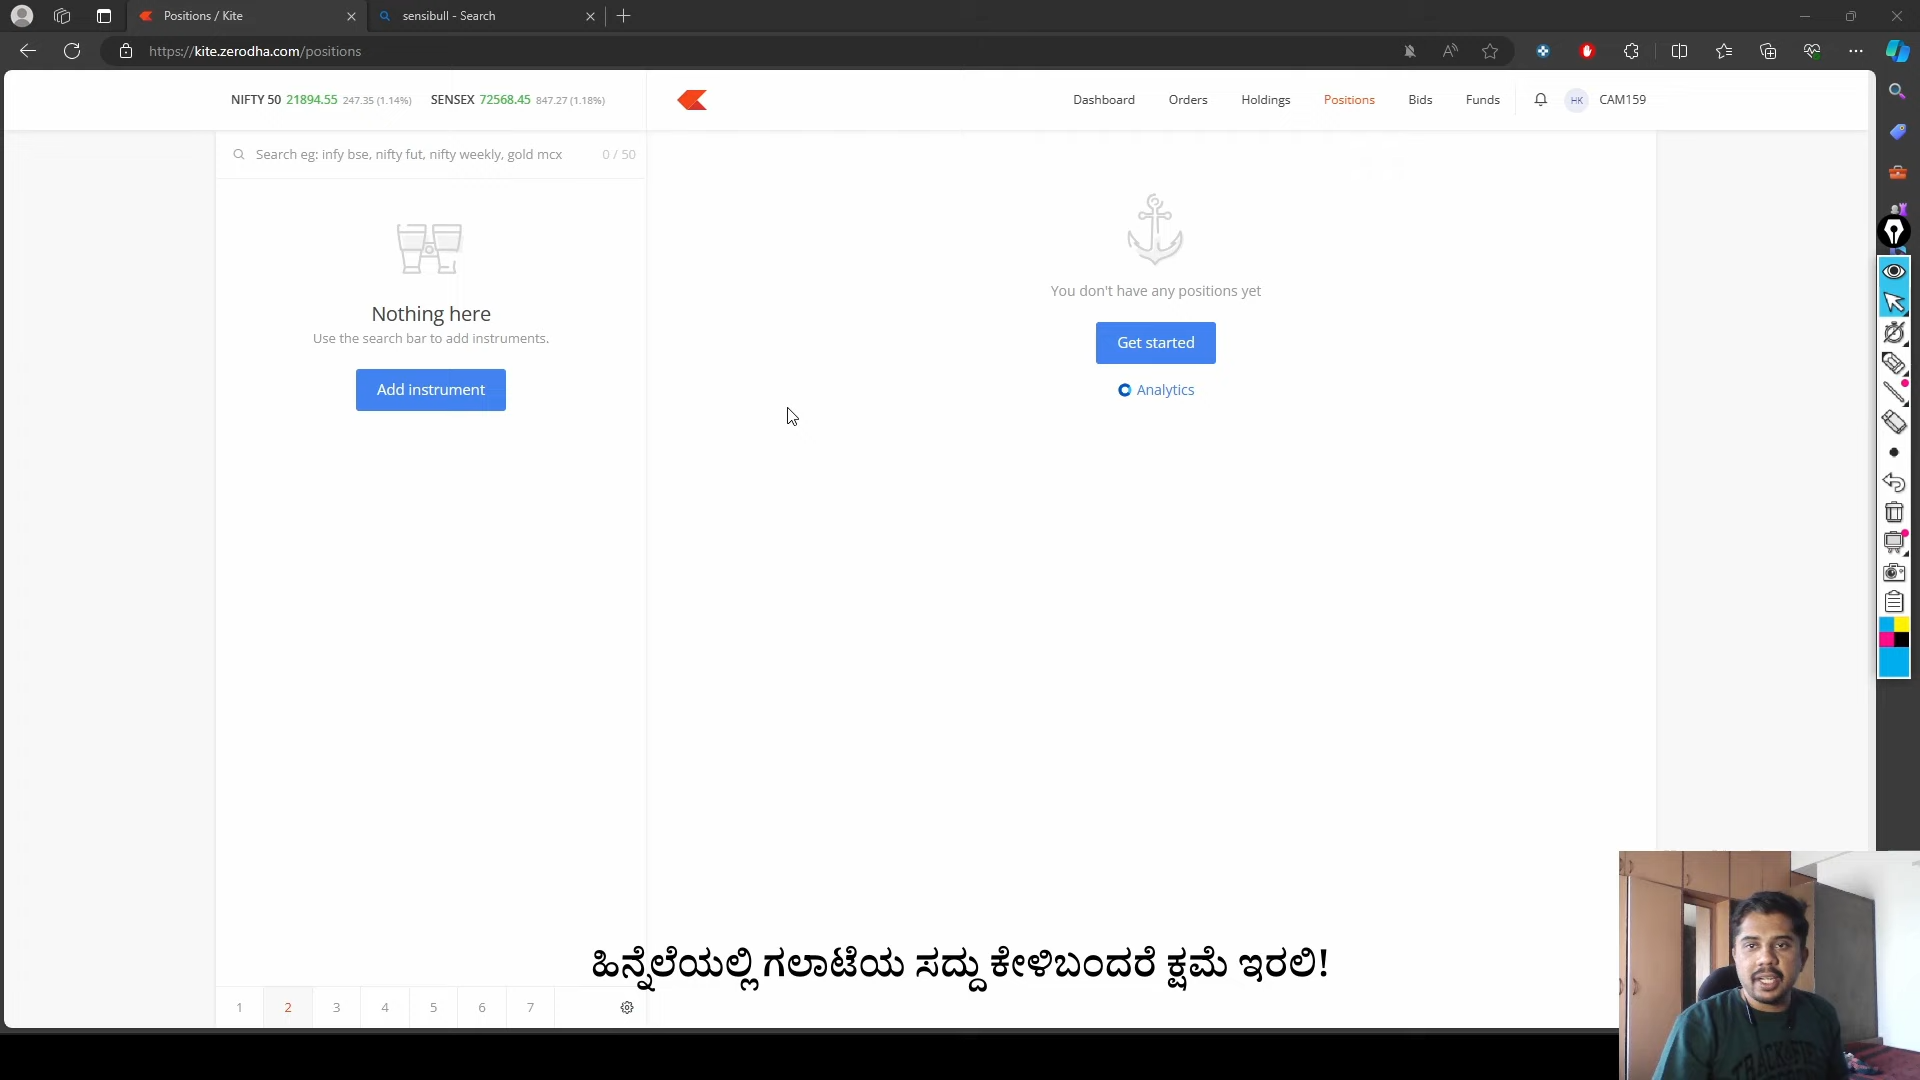 Positions / Kite
sensibull - Search
https://kite.zerodha.com/positions
NIFTY 50 21894.55 247.35 (1.14%) SENSEX 72568.45 847.27 (1.18%)
Dashboard Orders Holdings Positions Bids Funds HK CAM159
Search eg: infy bse, nifty fut, nifty weekly, gold mcx 0 / 50
Nothing here
Use the search bar to add instruments.
Add instrument
You don't have any positions yet
Get started
Analytics
ಹಿನ್ನೆಲೆಯಲ್ಲಿ ಗಲಾಟೆಯ ಸದ್ದು ಕೇಳಿಬಂದರೆ ಕ್ಷಮೆ ಇರಲಿ!
1 2 3 4 5 6 7